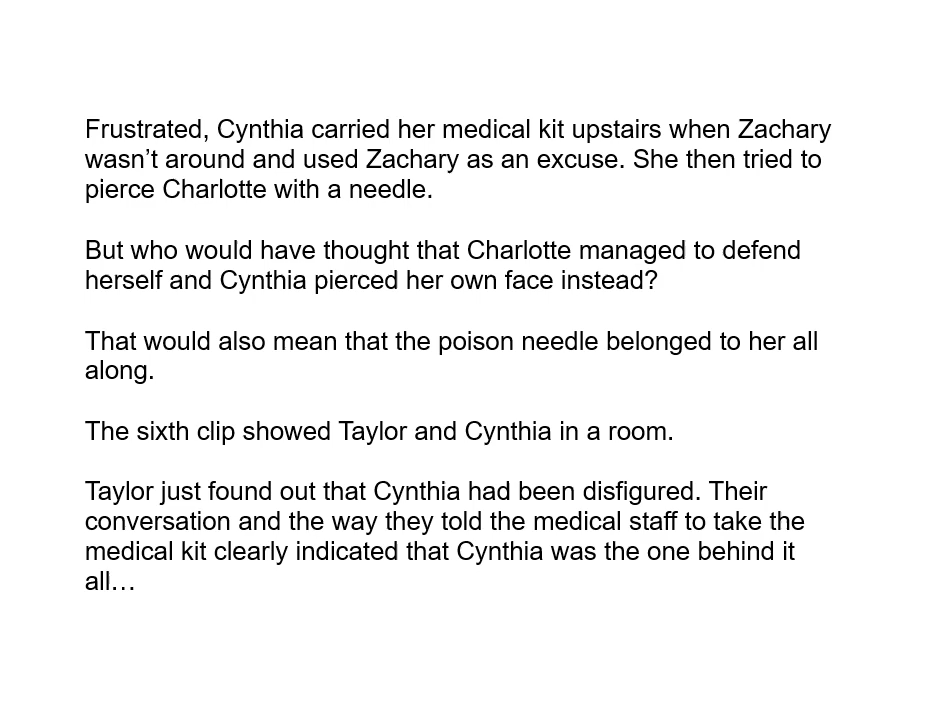 Frustrated, Cynthia carried her medical kit upstairs when Zachary
wasn’t around and used Zachary as an excuse. She then tried to
pierce Charlotte with a needle.
But who would have thought that Charlotte managed to defend
herself and Cynthia pierced her own face instead?
That would also mean that the poison needle belonged to her all
along.
The sixth clip showed Taylor and Cynthia in a room.
Taylor just found out that Cynthia had been disfigured. Their
conversation and the way they told the medical staff to take the
medical kit clearly indicated that Cynthia was the one behind it
all…